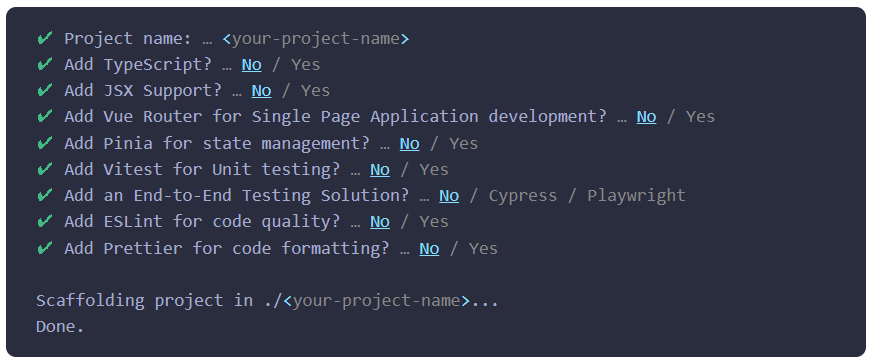 ✔ Project name: … <your-project-name>
✔ Add TypeScript? … No / Yes
✔ Add JSX Support? … No / Yes
✔ Add Vue Router for Single Page Application development? … No / Yes
✔ Add Pinia for state management? … No / Yes
✔ Add Vitest for Unit testing? … No / Yes
✔ Add an End-to-End Testing Solution? … No / Cypress / Playwright
✔ Add ESLint for code quality? … No / Yes
✔ Add Prettier for code formatting? … No / Yes
Scaffolding project in ./<your-project-name>...
Done.